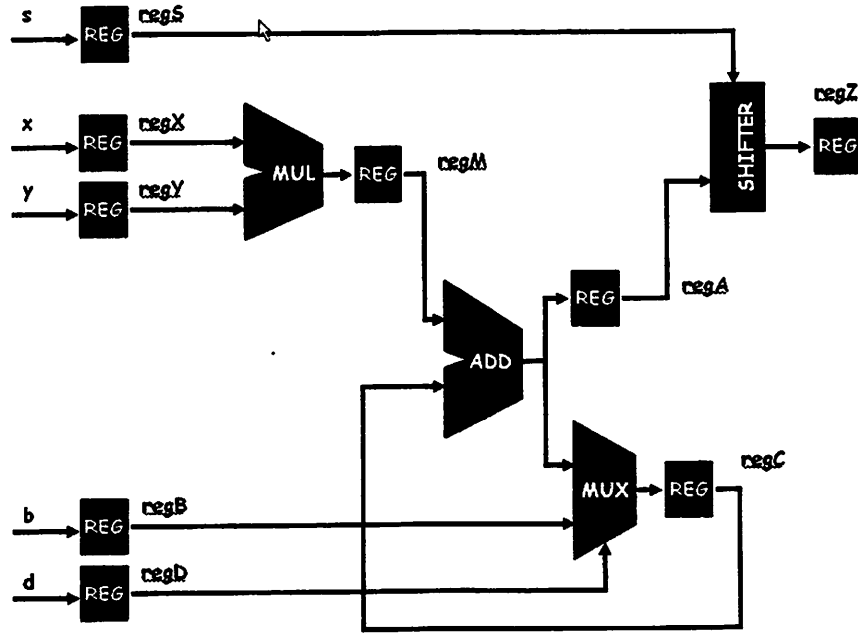 s
REG
regS
x
REG
regX
y
REG
regY
MUL
REG
regM
SHIFTER
regZ
REG
ADD
REG
regA
MUX
REG
regC
b
REG
regB
d
REG
regD